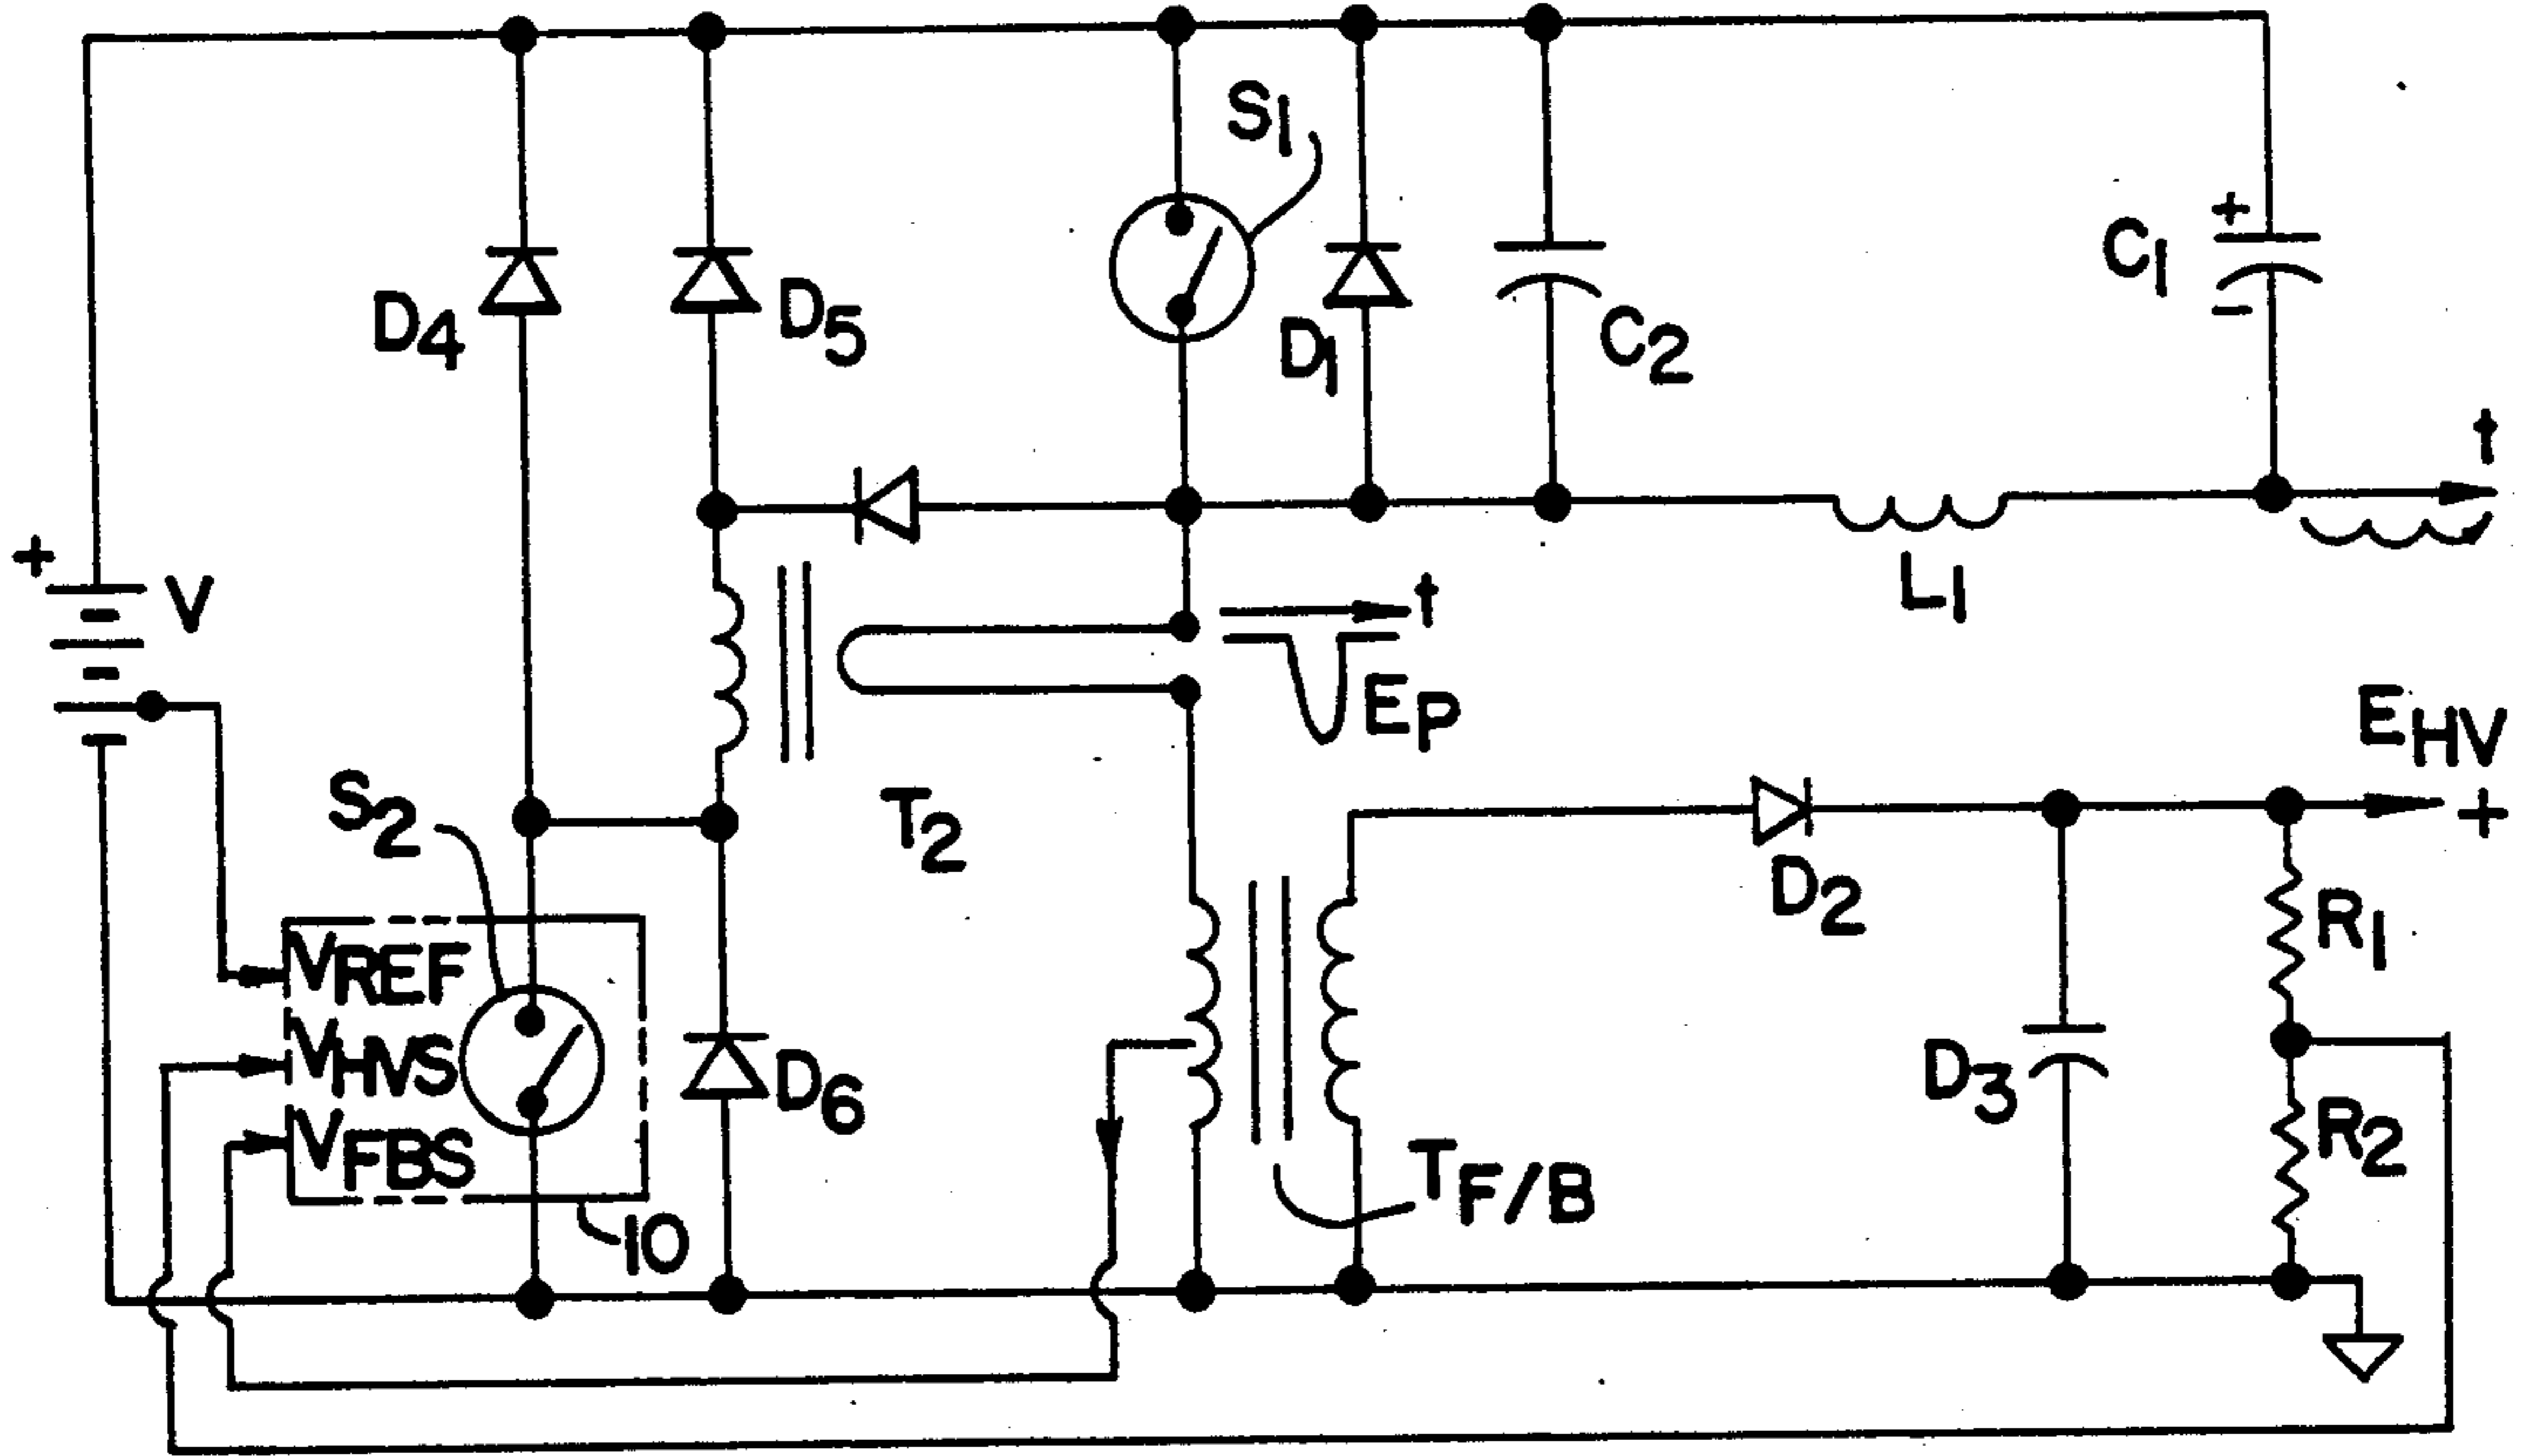 S1
+
C1
D4
D5
D1
C2
-
t
+
V
L1
t
EP
EHV
+
S2
T2
D2
VREF
R1
VHVS
D6
D3
VFBS
TF/B
R2
10